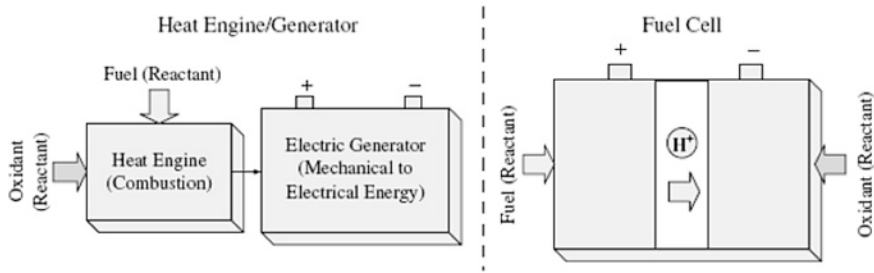 Heat Engine/Generator
Fuel (Reactant)
Oxidant
(Reactant)
Heat Engine
(Combustion)
+
−
Electric Generator
(Mechanical to
Electrical Energy)
Fuel Cell
+
−
Fuel (Reactant)
H⁺
Oxidant (Reactant)